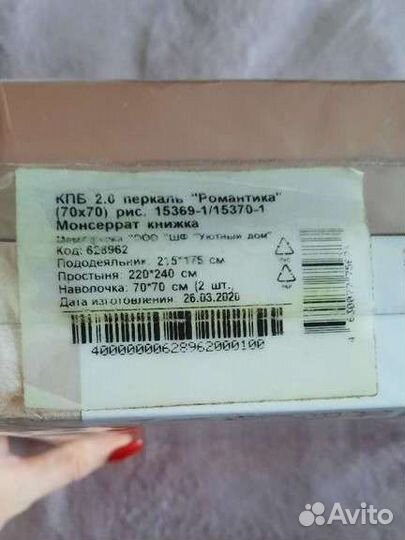 КПБ 2.0 перкаль "Романтика"
(70х70) рис. 15369-1/15370-1
Монсеррат книжка
"ООО "ШФ "Уютный дом"
Код: 628962
Пододеяльник: 215*175 см
Простыня: 220*240 см
Наволочка: 70*70 см (2 шт.
Дата изготовления: 26.03.2020
4000000006289620001​00
Avito